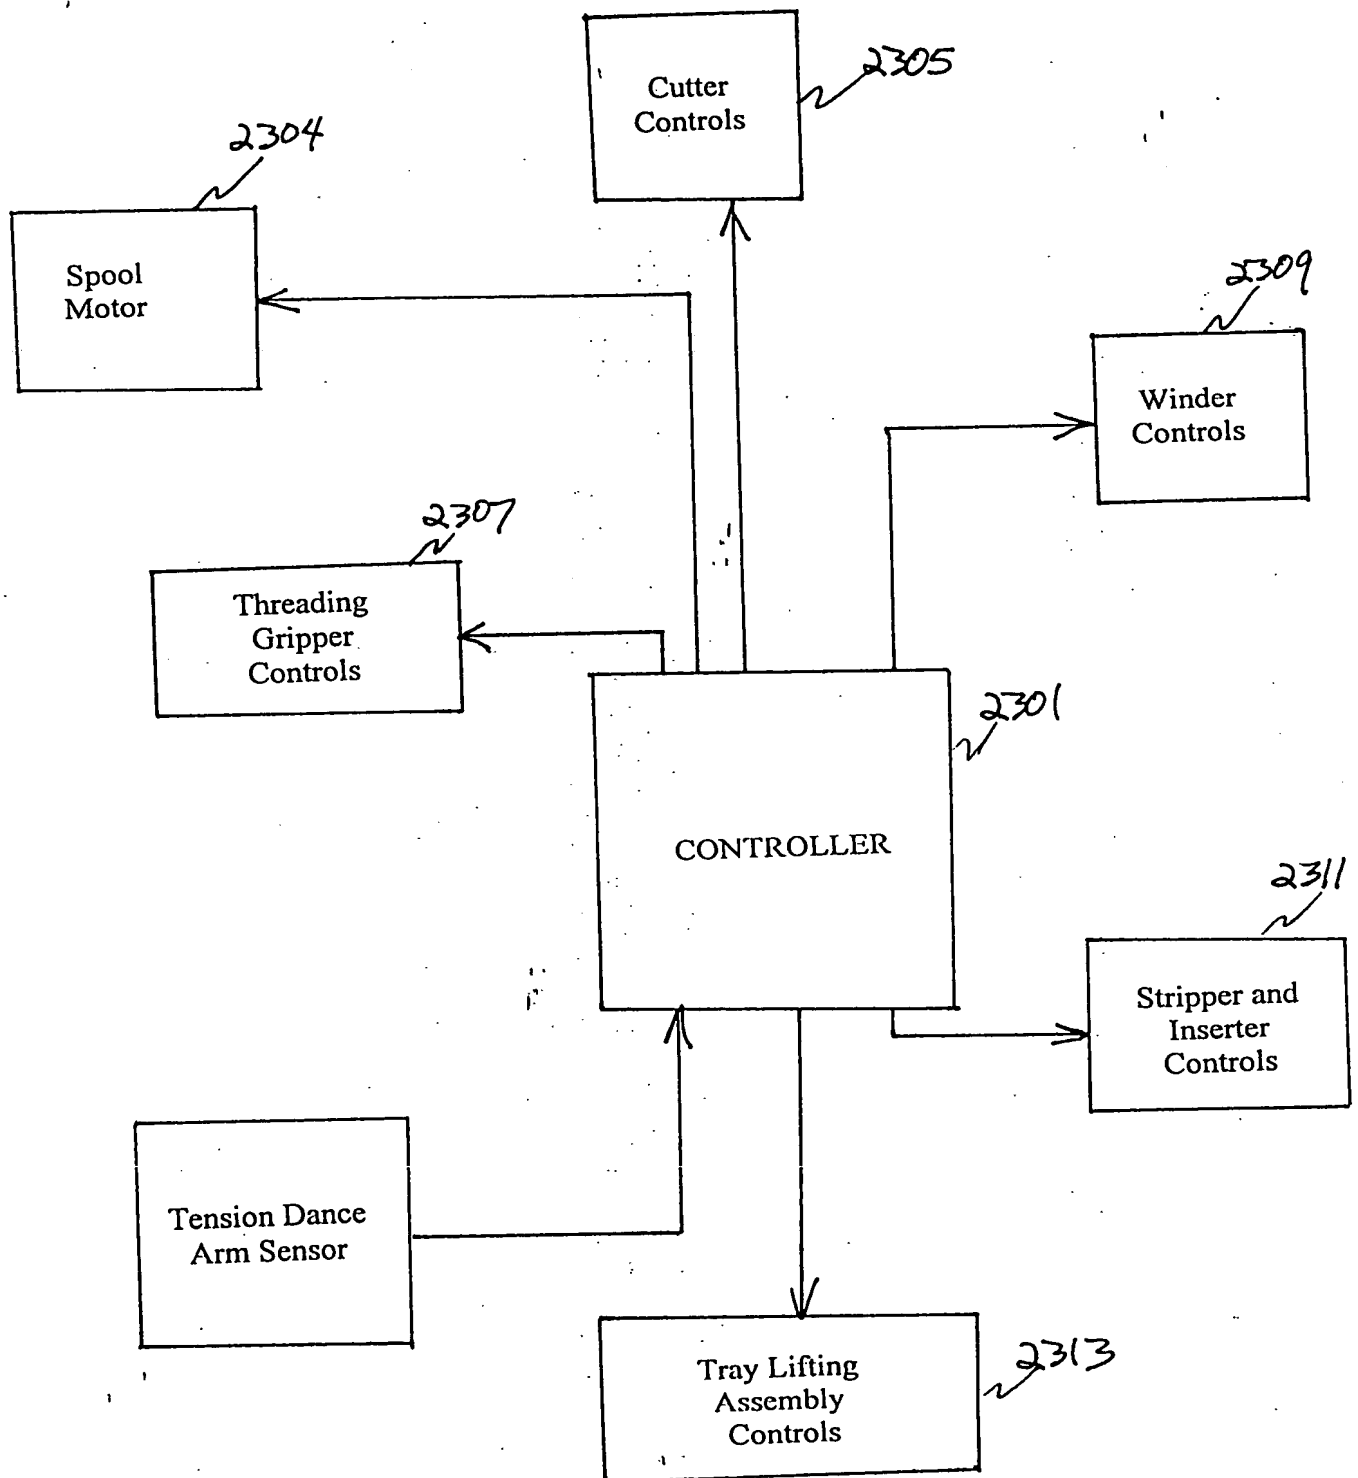 2305
Cutter
Controls
2304
Spool
Motor
2309
Winder
Controls
2307
Threading
Gripper
Controls
2301
CONTROLLER
2311
Stripper and
Inserter
Controls
Tension Dance
Arm Sensor
2313
Tray Lifting
Assembly
Controls